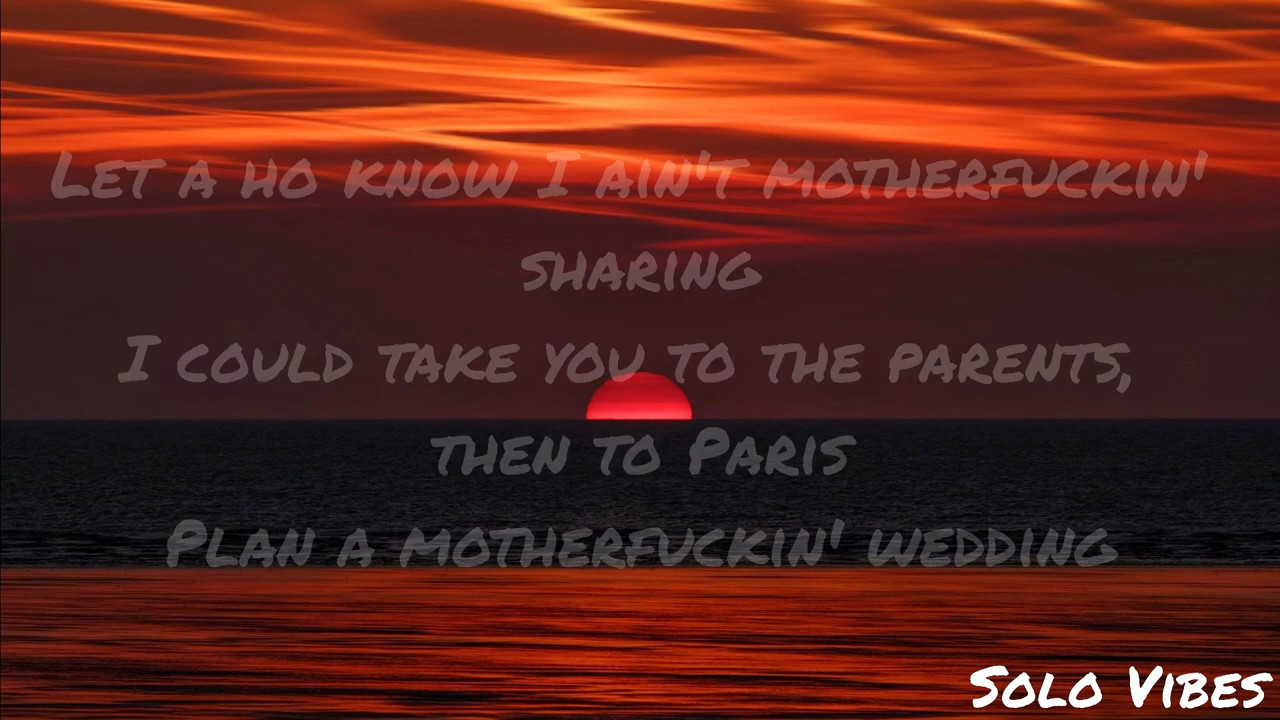 Let a ho know I ain't motherfuckin'
sharing
I could take you to the parents,
then to Paris
Plan a motherfuckin' wedding
Solo Vibes